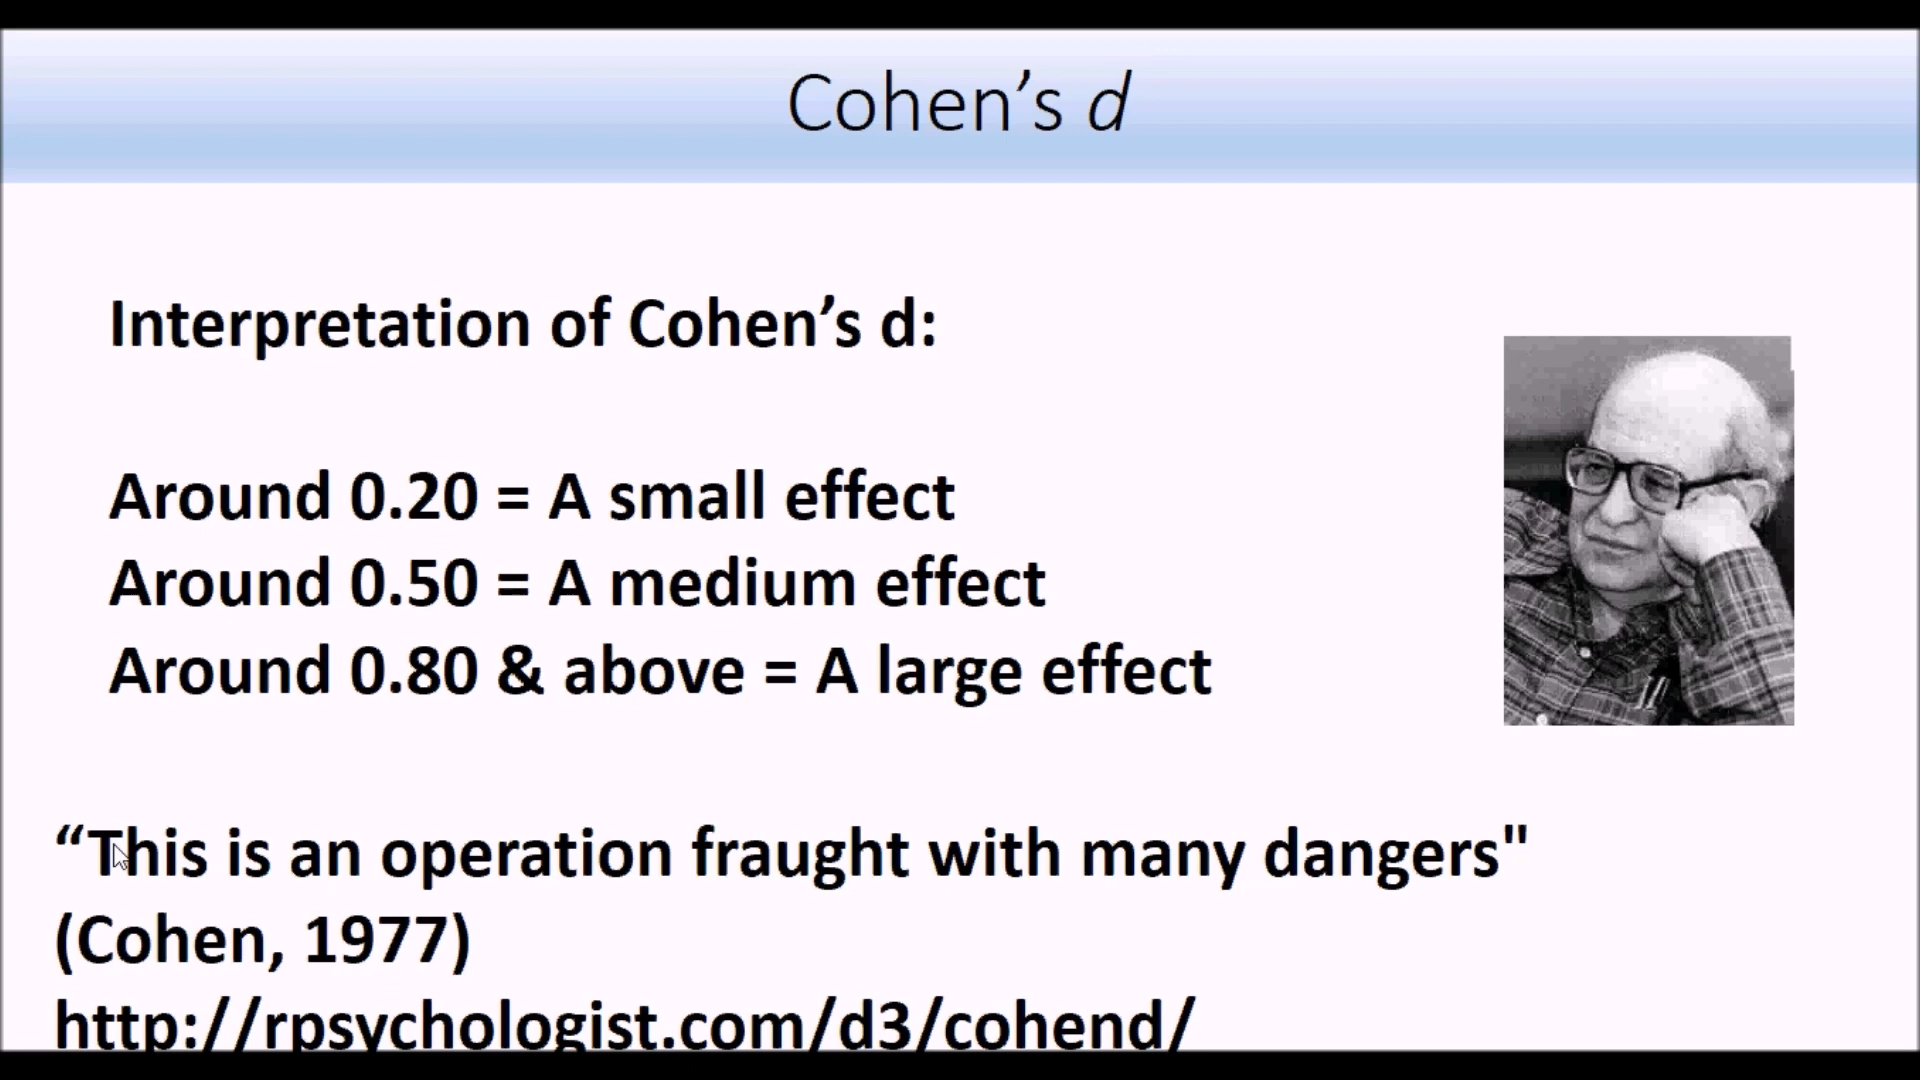 Cohen’s d
Interpretation of Cohen’s d:
Around 0.20 = A small effect
Around 0.50 = A medium effect
Around 0.80 & above = A large effect
“This is an operation fraught with many dangers"
(Cohen, 1977)
http://rpsychologist.com/d3/cohend/